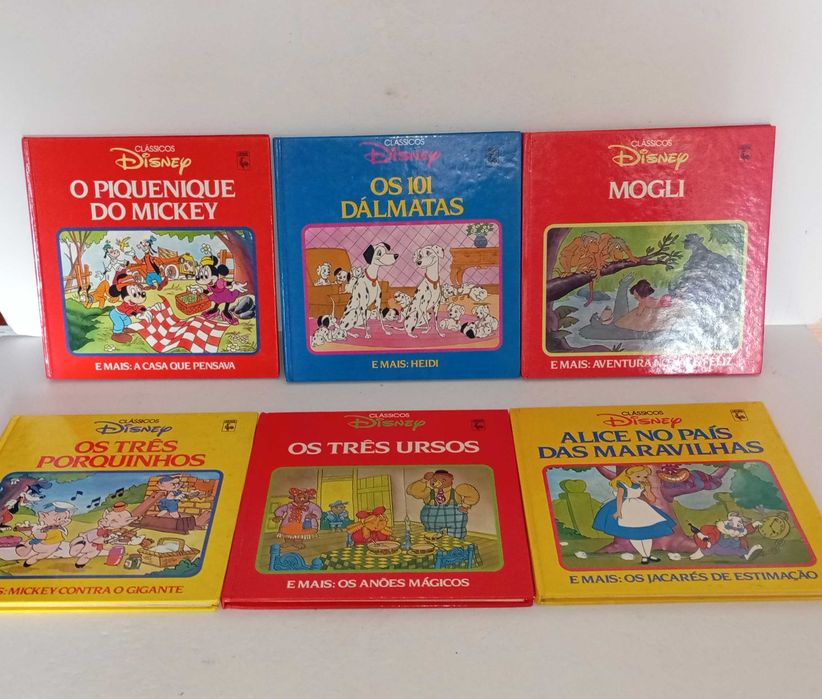 CLÁSSICOS
Disney
O PIQUENIQUE
DO MICKEY
E MAIS: A CASA QUE PENSAVA
CLÁSSICOS
Disney
OS 101
DÁLMATAS
E MAIS: HEIDI
CLÁSSICOS
Disney
MOGLI
E MAIS: AVENTURA
CLÁSSICOS
Disney
OS TRÊS
PORQUINHOS
S: MICKEY CONTRA O GIGANTE
CLÁSSICOS
Disney
OS TRÊS URSOS
E MAIS: OS ANÕES MÁGICOS
CLÁSSICOS
Disney
ALICE NO PAÍS
DAS MARAVILHAS
E MAIS: OS JACARÉS DE ESTIMAÇÃO